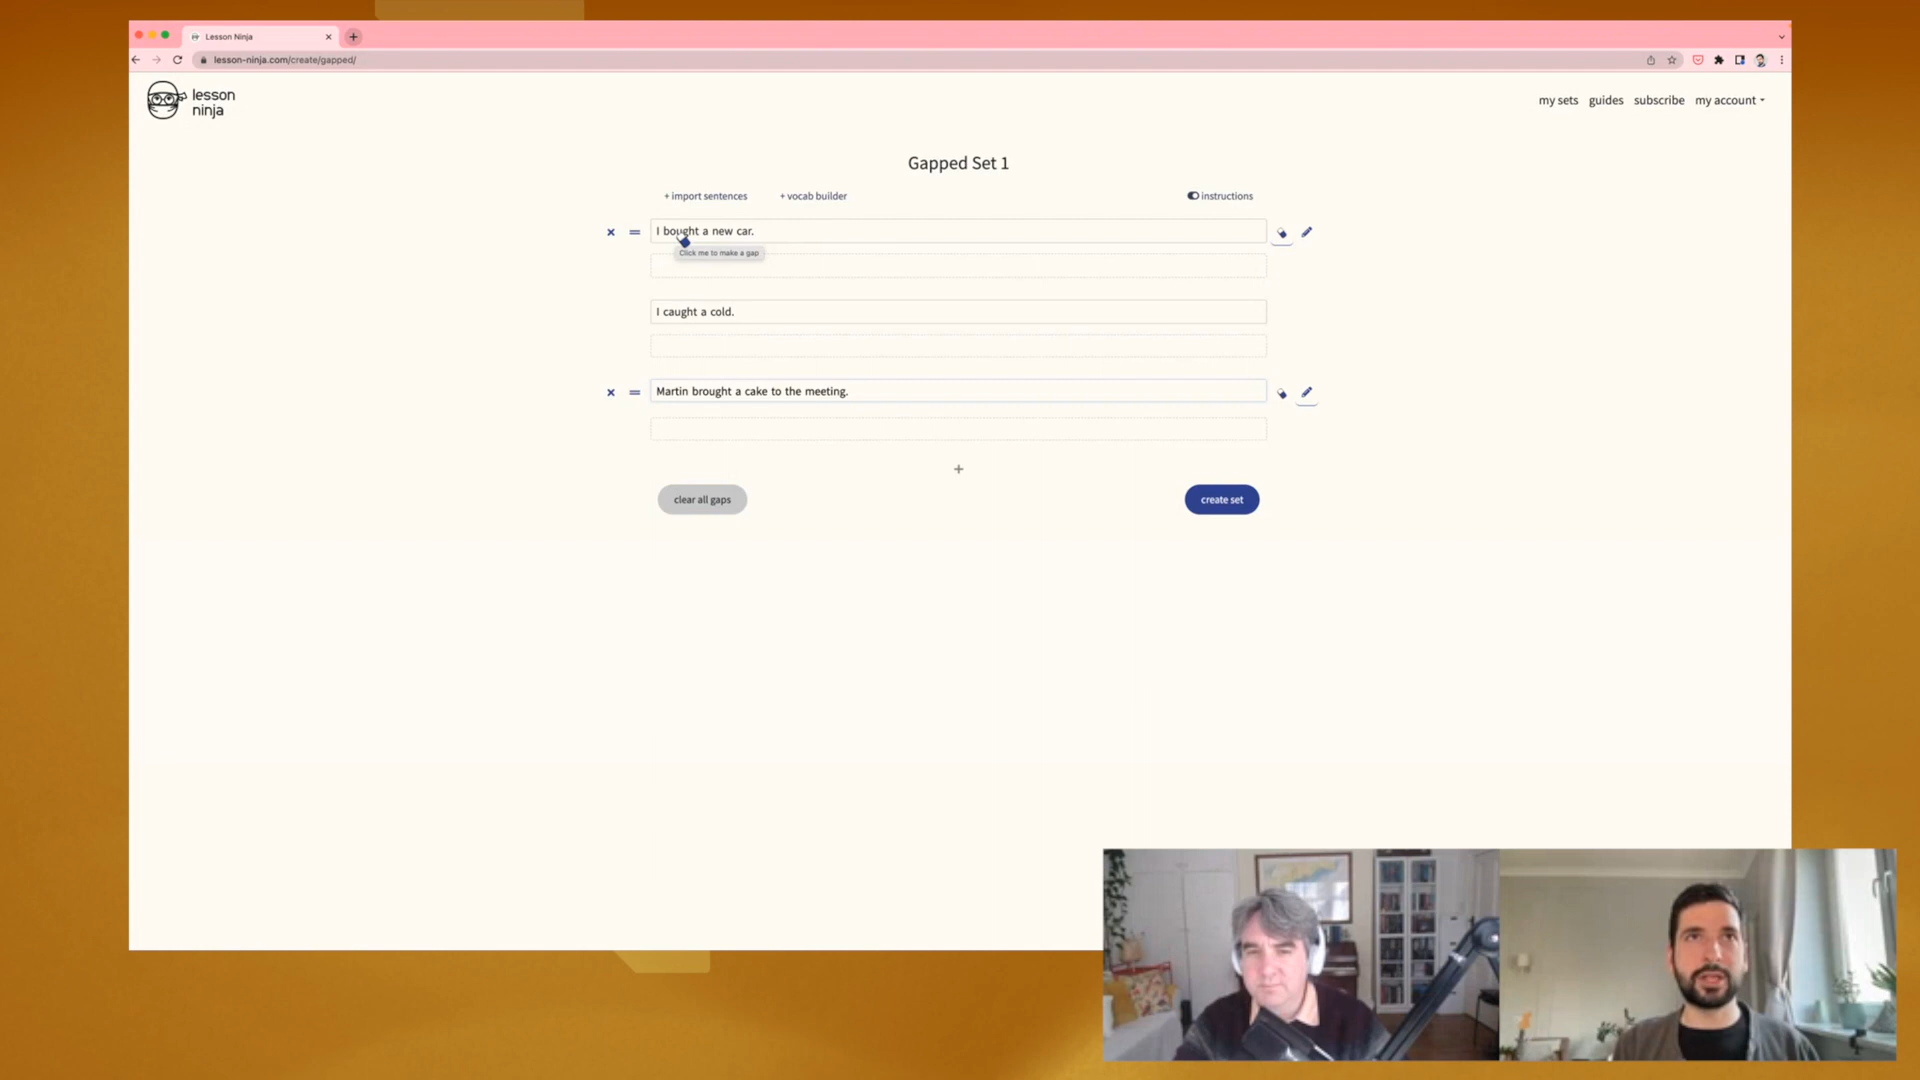 Lesson Ninja
lesson-ninja.com/create/gapped/
lesson
ninja
my sets guides subscribe my account
Gapped Set 1
+ import sentences + vocab builder instructions
I bought a new car.
Click me to make a gap
I caught a cold.
Martin brought a cake to the meeting.
+
clear all gaps create set